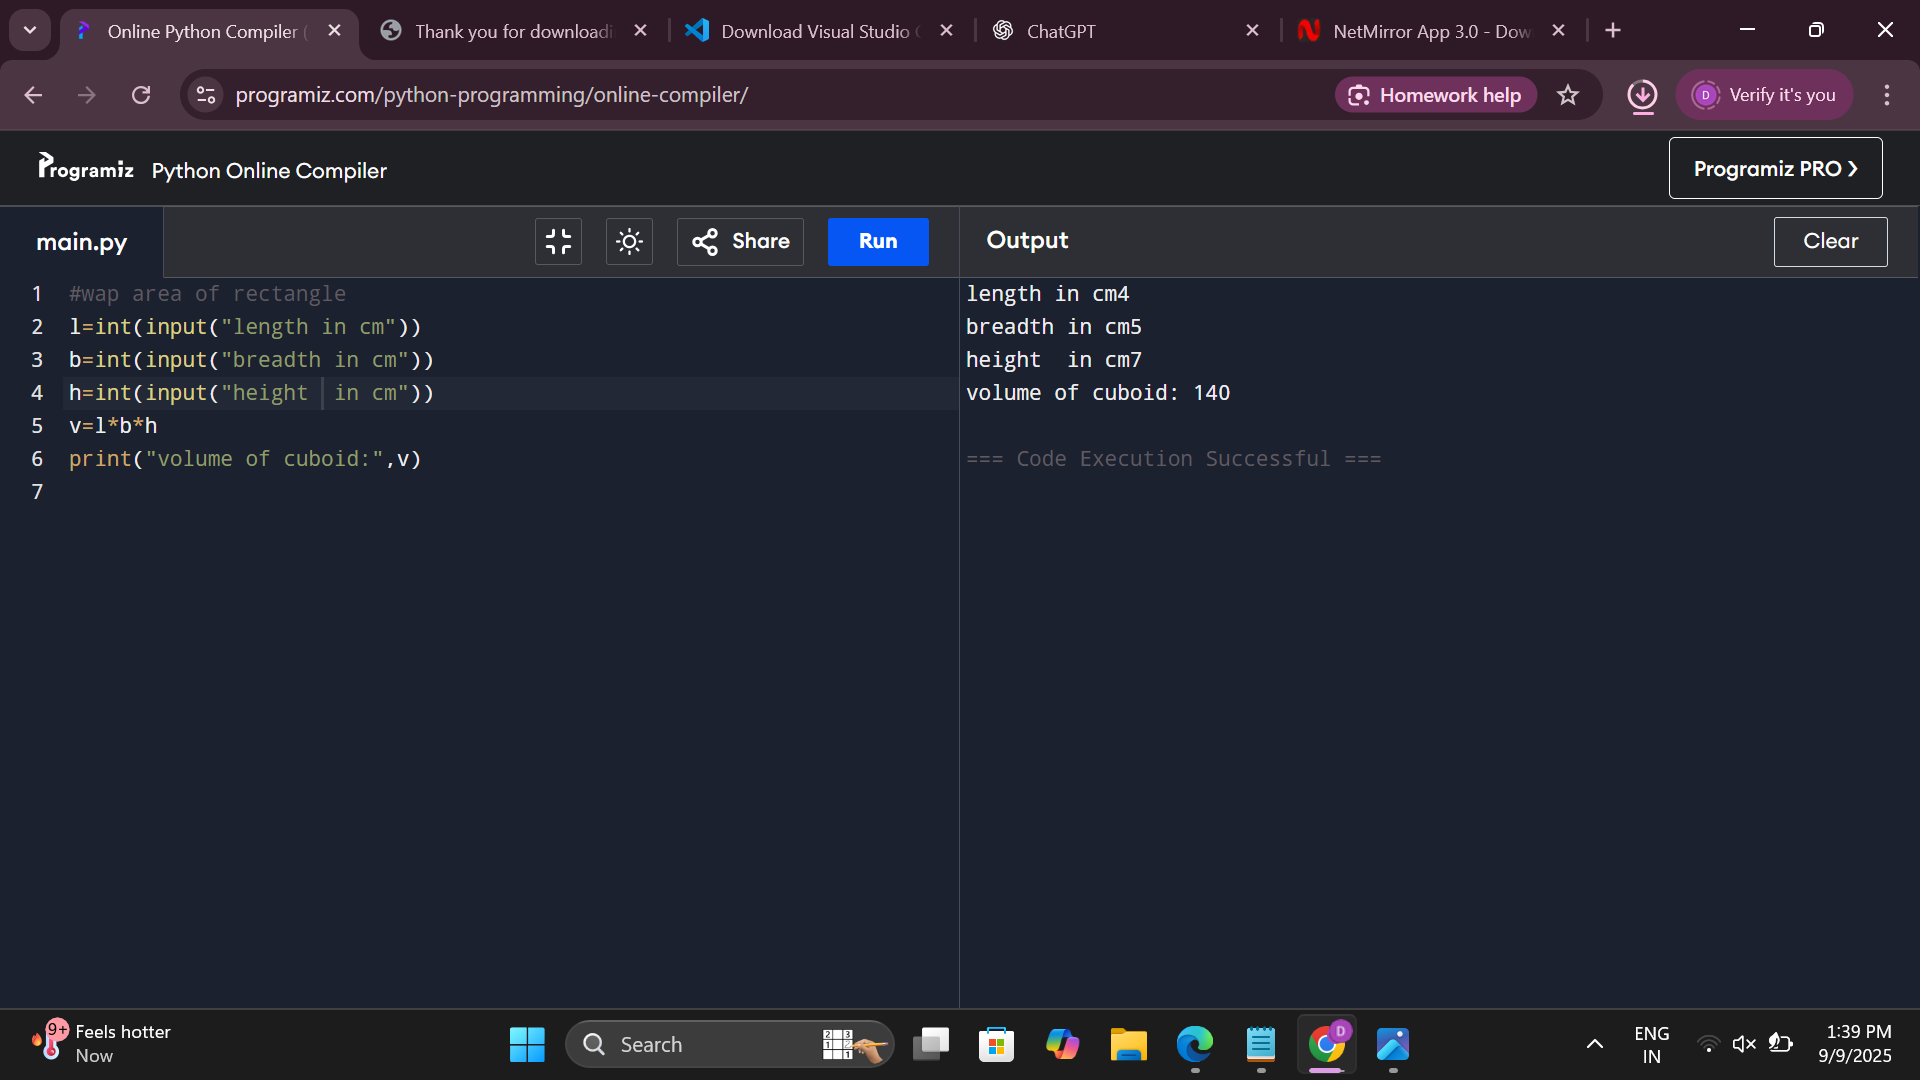 Online Python Compiler (
Thank you for downloadi
Download Visual Studio C
ChatGPT
NetMirror App 3.0 - Dow
programiz.com/python-programming/online-compiler/
Homework help
D
Verify it's you
Programiz
Python Online Compiler
Programiz PRO ❯
main.py
Share
Run
Output
Clear
1 #wap area of rectangle
2 l=int(input("length in cm"))
3 b=int(input("breadth in cm"))
4 h=int(input("height  in cm"))
5 v=l*b*h
6 print("volume of cuboid:",v)
7
length in cm4
breadth in cm5
height  in cm7
volume of cuboid: 140
=== Code Execution Successful ===
9+
Feels hotter
Now
Search
D
ENG
IN
1:39 PM
9/9/2025